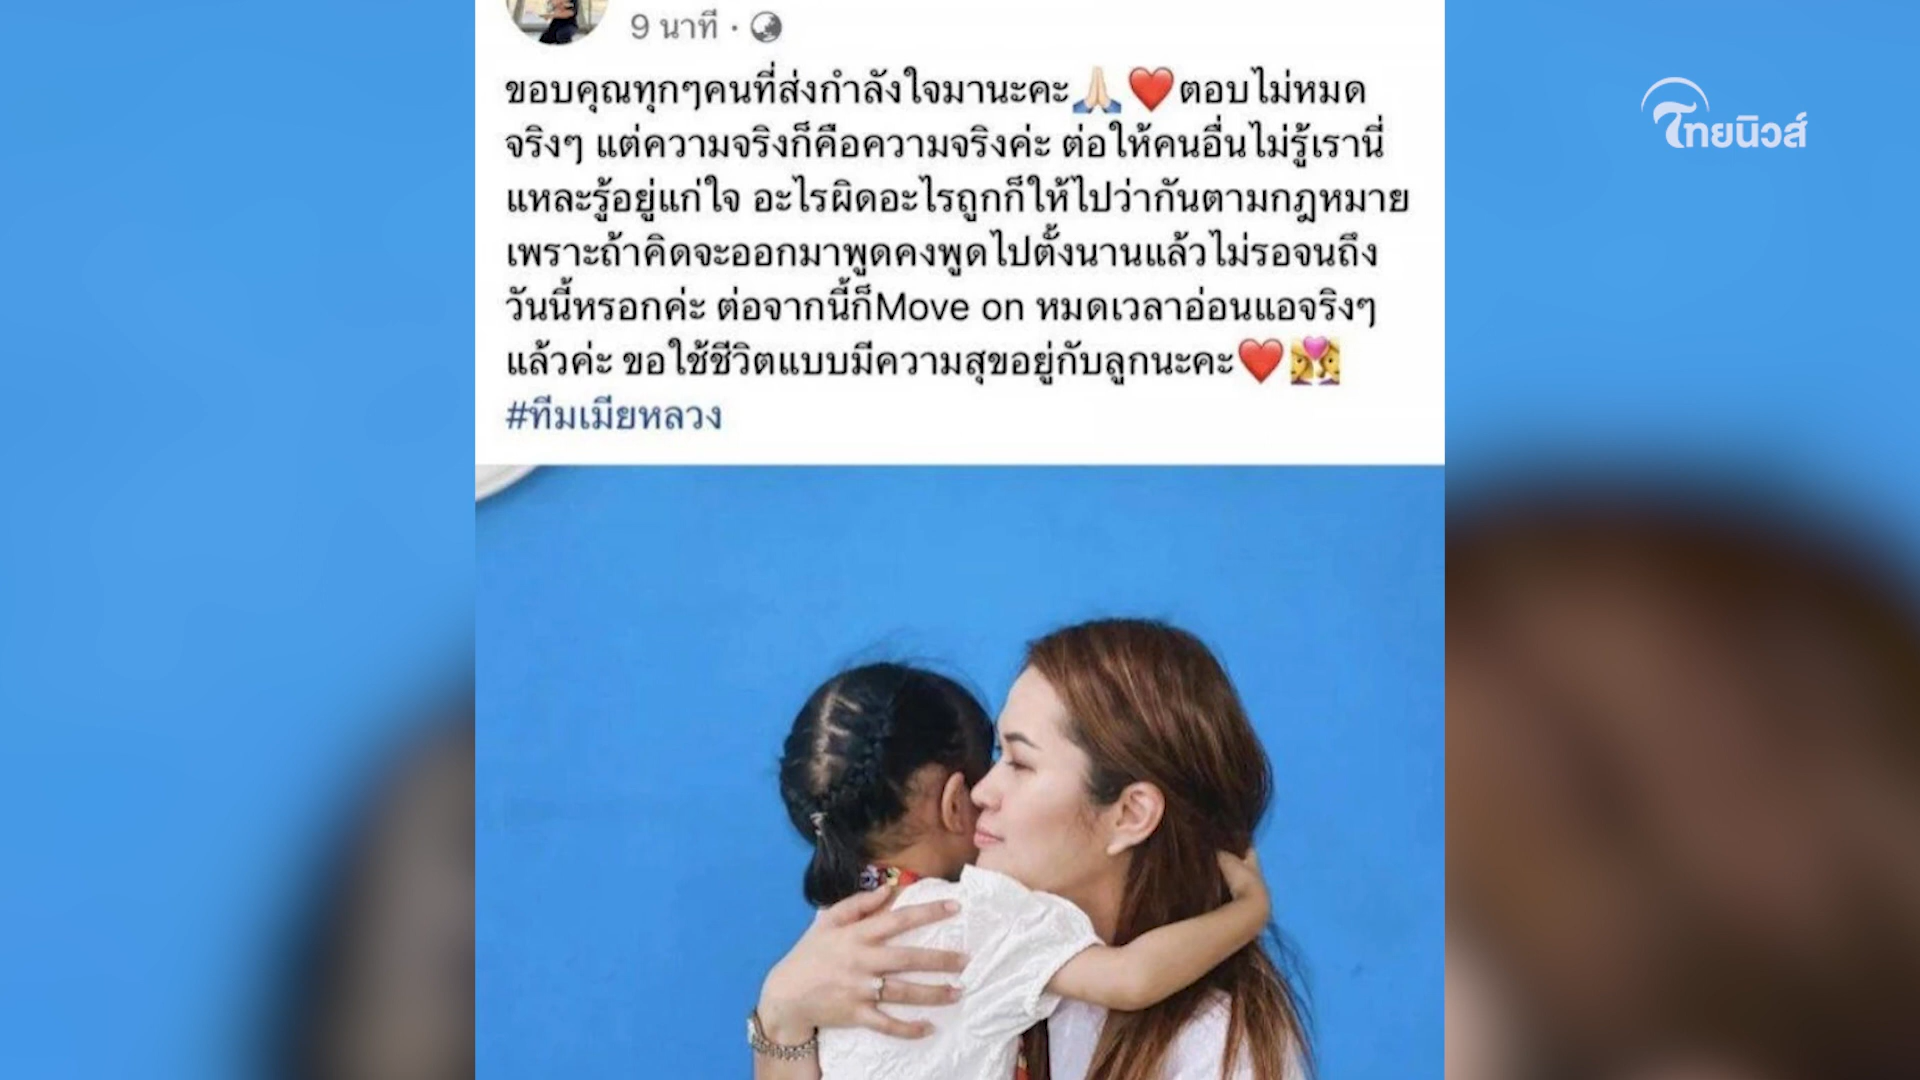 9 นาที ·
ไทยนิวส์
ขอบคุณทุกๆคนที่ส่งกำลังใจมานะคะ🙏🏻❤️ตอบไม่หมด
จริงๆ แต่ความจริงก็คือความจริงค่ะ ต่อให้คนอื่นไม่รู้เรานี่
แหละรู้อยู่แก่ใจ อะไรผิดอะไรถูกก็ให้ไปว่ากันตามกฎหมาย
เพราะถ้าคิดจะออกมาพูดคงพูดไปตั้งนานแล้วไม่รอจนถึง
วันนี้หรอกค่ะ ต่อจากนี้ก็Move on หมดเวลาอ่อนแอจริงๆ
แล้วค่ะ ขอใช้ชีวิตแบบมีความสุขอยู่กับลูกนะคะ❤️👩‍❤️‍👩
#ทีมเมียหลวง